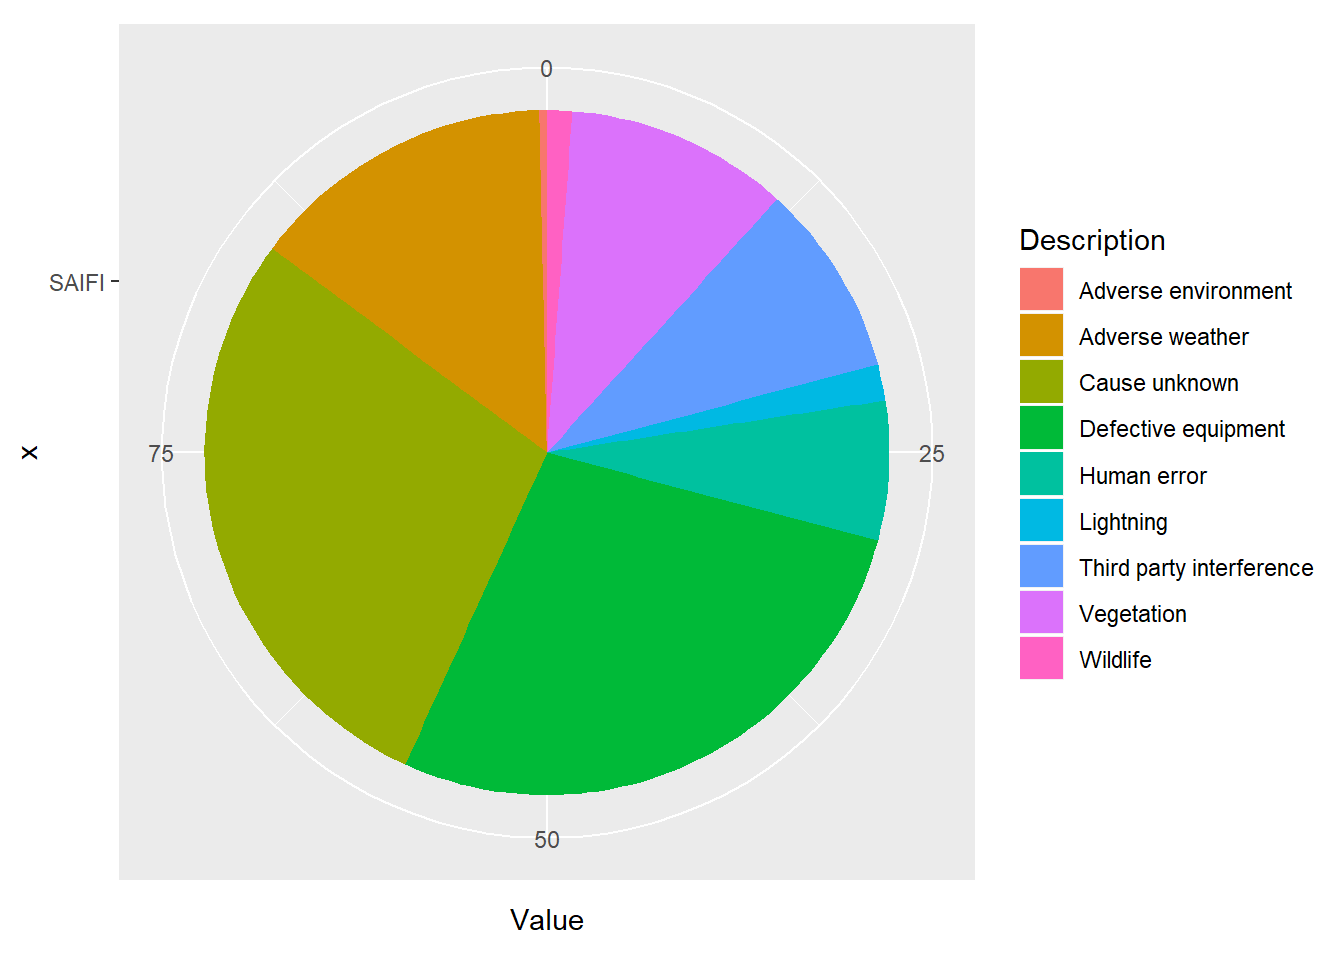 0
SAIFI
x
75
25
50
Value
Description
Adverse environment
Adverse weather
Cause unknown
Defective equipment
Human error
Lightning
Third party interference
Vegetation
Wildlife